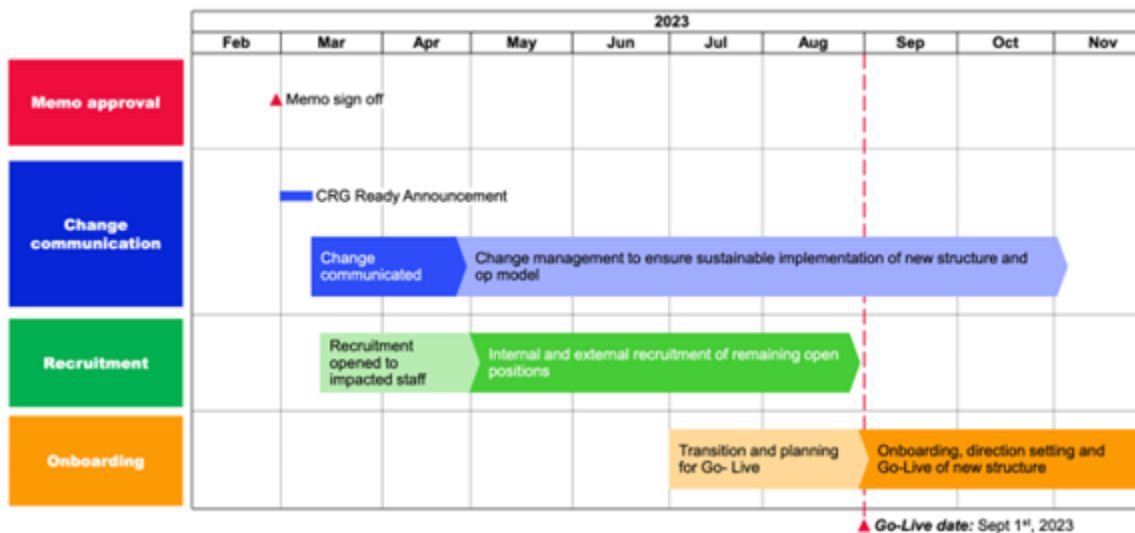 2023
Feb Mar Apr May Jun Jul Aug Sep Oct Nov
Memo approval
Memo sign off
Change
communication
CRG Ready Announcement
Change
communicated
Change management to ensure sustainable implementation of new structure and
op model
Recruitment
Recruitment
opened to
impacted staff
Internal and external recruitment of remaining open
positions
Onboarding
Transition and planning
for Go- Live
Onboarding, direction setting and
Go-Live of new structure
Go-Live date: Sept 1st, 2023